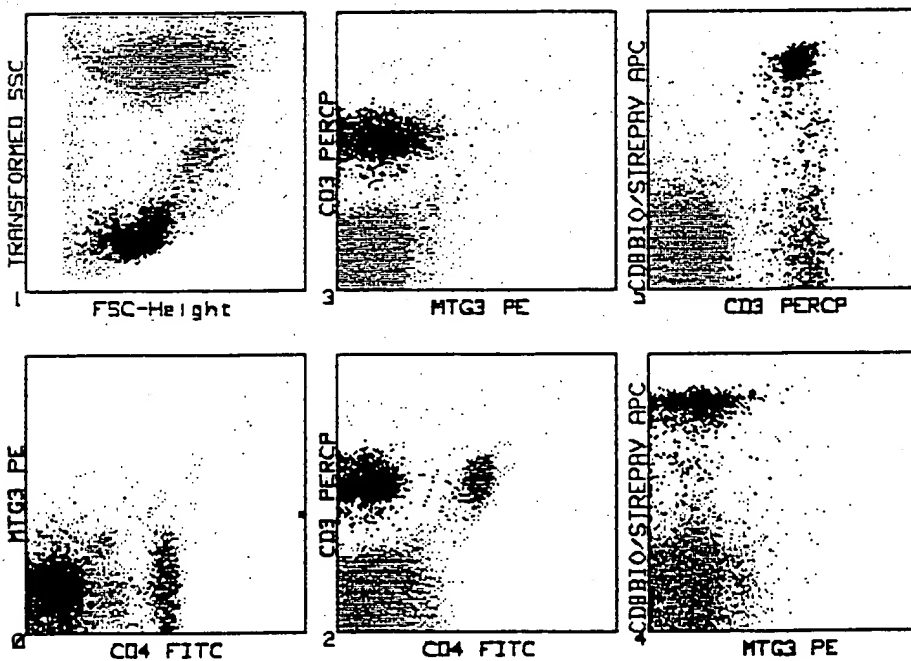 TRANSFORMED SSC
1
FSC-Height
CD3 PERCP
3
MTG3 PE
CD8BIO/STREPAV APC
5
CD3 PERCP
MTG3 PE
0
CD4 FITC
CD3 PERCP
2
CD4 FITC
CD8BIO/STREPAV APC
4
MTG3 PE